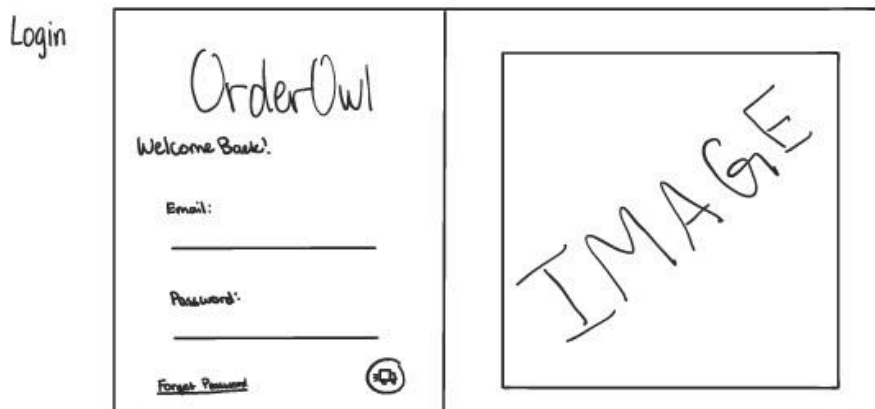 Login
OrderOwl
Welcome Back!
Email:
Password:
Forgot Password
IMAGE